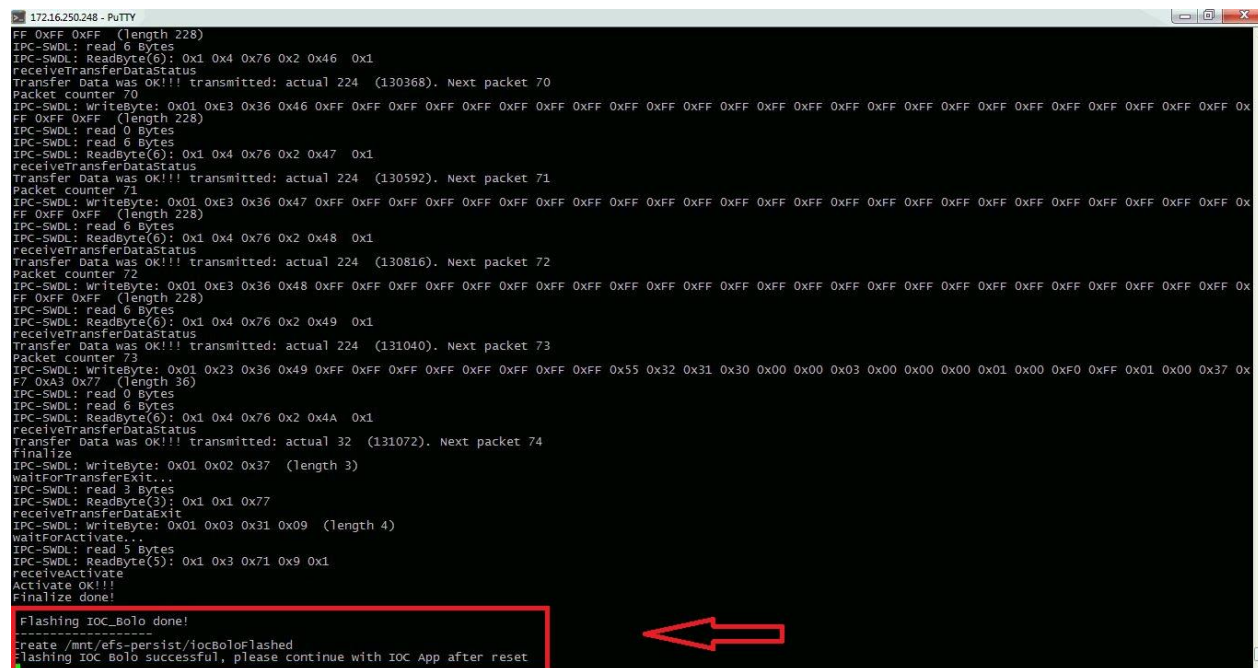 172.16.250.248 - PuTTY
FF 0xFF 0xFF  (length 228)
IPC-SWDL: read 6 Bytes
IPC-SWDL: ReadByte(6): 0x1 0x4 0x76 0x2 0x46  0x1
receiveTransferDataStatus
Transfer Data was OK!!! transmitted: actual 224  (130368). Next packet 70
Packet counter 70
IPC-SWDL: WriteByte: 0x01 0xE3 0x36 0x46 0xFF 0xFF 0xFF 0xFF 0xFF 0xFF 0xFF 0xFF 0xFF 0xFF 0xFF 0xFF 0xFF 0xFF 0xFF 0xFF 0xFF 0xFF 0xFF 0xFF 0xFF 0x
FF 0xFF 0xFF  (length 228)
IPC-SWDL: read 0 Bytes
IPC-SWDL: read 6 Bytes
IPC-SWDL: ReadByte(6): 0x1 0x4 0x76 0x2 0x47  0x1
receiveTransferDataStatus
Transfer Data was OK!!! transmitted: actual 224  (130592). Next packet 71
Packet counter 71
IPC-SWDL: WriteByte: 0x01 0xE3 0x36 0x47 0xFF 0xFF 0xFF 0xFF 0xFF 0xFF 0xFF 0xFF 0xFF 0xFF 0xFF 0xFF 0xFF 0xFF 0xFF 0xFF 0xFF 0xFF 0xFF 0xFF 0xFF 0x
FF 0xFF 0xFF  (length 228)
IPC-SWDL: read 6 Bytes
IPC-SWDL: ReadByte(6): 0x1 0x4 0x76 0x2 0x48  0x1
receiveTransferDataStatus
Transfer Data was OK!!! transmitted: actual 224  (130816). Next packet 72
Packet counter 72
IPC-SWDL: WriteByte: 0x01 0xE3 0x36 0x48 0xFF 0xFF 0xFF 0xFF 0xFF 0xFF 0xFF 0xFF 0xFF 0xFF 0xFF 0xFF 0xFF 0xFF 0xFF 0xFF 0xFF 0xFF 0xFF 0xFF 0xFF 0x
FF 0xFF 0xFF  (length 228)
IPC-SWDL: read 6 Bytes
IPC-SWDL: ReadByte(6): 0x1 0x4 0x76 0x2 0x49  0x1
receiveTransferDataStatus
Transfer Data was OK!!! transmitted: actual 224  (131040). Next packet 73
Packet counter 73
IPC-SWDL: WriteByte: 0x01 0x23 0x36 0x49 0xFF 0xFF 0xFF 0xFF 0xFF 0xFF 0xFF 0xFF 0x55 0x32 0x31 0x30 0x00 0x00 0x03 0x00 0x00 0x00 0x01 0x00 0xF0 0xFF 0x01 0x00 0x37 0x
F7 0xA3 0x77  (length 36)
IPC-SWDL: read 0 Bytes
IPC-SWDL: read 6 Bytes
IPC-SWDL: ReadByte(6): 0x1 0x4 0x76 0x2 0x4A  0x1
receiveTransferDataStatus
Transfer Data was OK!!! transmitted: actual 32  (131072). Next packet 74
finalize
IPC-SWDL: WriteByte: 0x01 0x02 0x37  (length 3)
waitForTransferExit...
IPC-SWDL: read 3 Bytes
IPC-SWDL: ReadByte(3): 0x1 0x1 0x77
receiveTransferDataExit
IPC-SWDL: WriteByte: 0x01 0x03 0x31 0x09  (length 4)
waitForActivate...
IPC-SWDL: read 5 Bytes
IPC-SWDL: ReadByte(5): 0x1 0x3 0x71 0x9 0x1
receiveActivate
Activate OK!!!
Finalize done!
Flashing IOC_Bolo done!
-------------------
Create /mnt/efs-persist/iocBoloFlashed
Flashing IOC Bolo successful, please continue with IOC App after reset